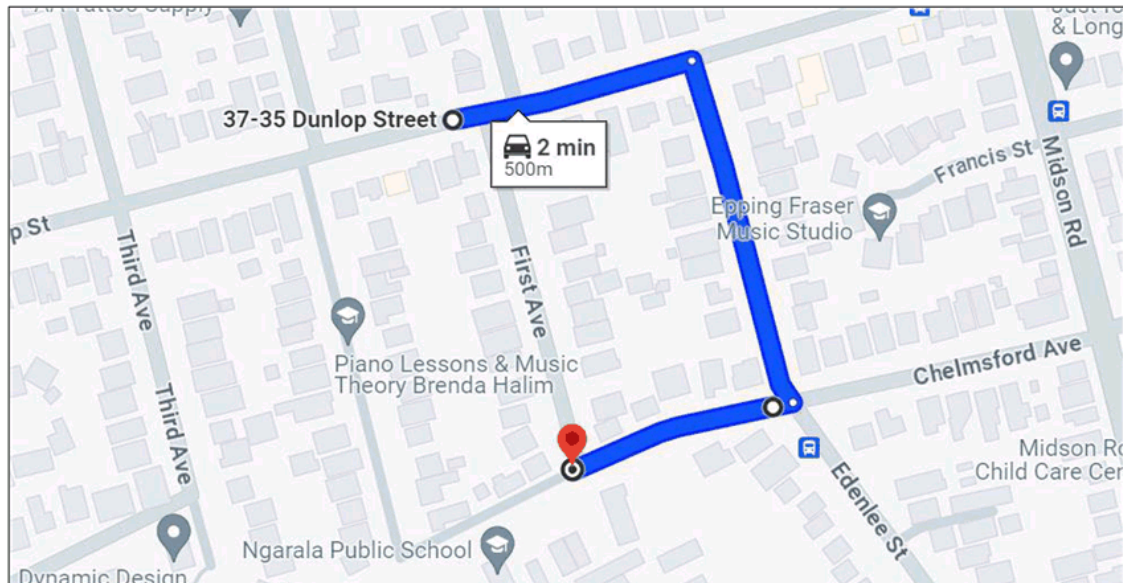 37-35 Dunlop Street
2 min
500m
p St
Third Ave
Third Ave
First Ave
Piano Lessons & Music
Theory Brenda Halim
Epping Fraser
Music Studio
Francis St
Midson Rd
& Long
Chelmsford Ave
Edenlee St
Midson Ro
Child Care Cen
Ngarala Public School
Dynamic Design